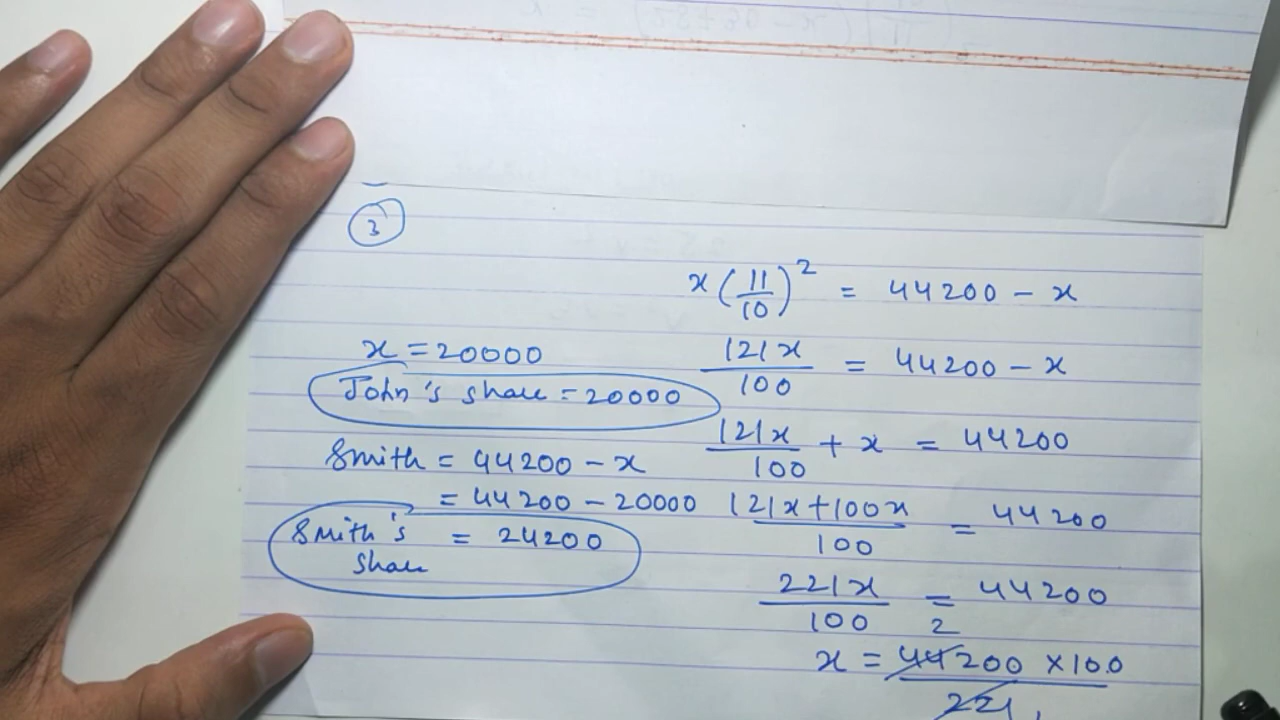 3
x (11/10)² = 44200 - x
121x/100 = 44200 - x
121x/100 + x = 44200
121x+100x/100 = 44200
221x/100 = 44200
2
x = 44200 ×100/221
x = 20000
John's share = 20000
Smith = 44200 - x
= 44200 - 20000
Smith's share = 24200